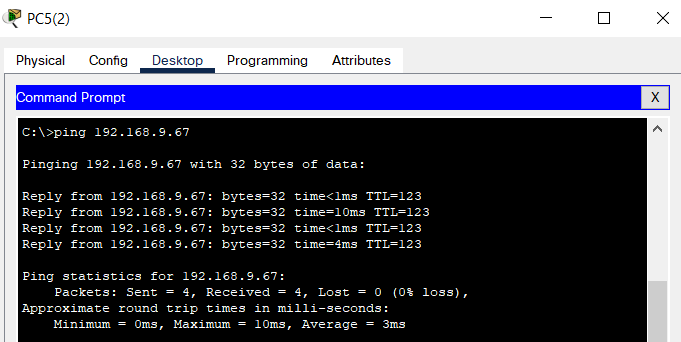 PC5(2)
Physical Config Desktop Programming Attributes
Command Prompt
X
C:\>ping 192.168.9.67
Pinging 192.168.9.67 with 32 bytes of data:
Reply from 192.168.9.67: bytes=32 time<1ms TTL=123
Reply from 192.168.9.67: bytes=32 time=10ms TTL=123
Reply from 192.168.9.67: bytes=32 time<1ms TTL=123
Reply from 192.168.9.67: bytes=32 time=4ms TTL=123
Ping statistics for 192.168.9.67:
Packets: Sent = 4, Received = 4, Lost = 0 (0% loss),
Approximate round trip times in milli-seconds:
Minimum = 0ms, Maximum = 10ms, Average = 3ms